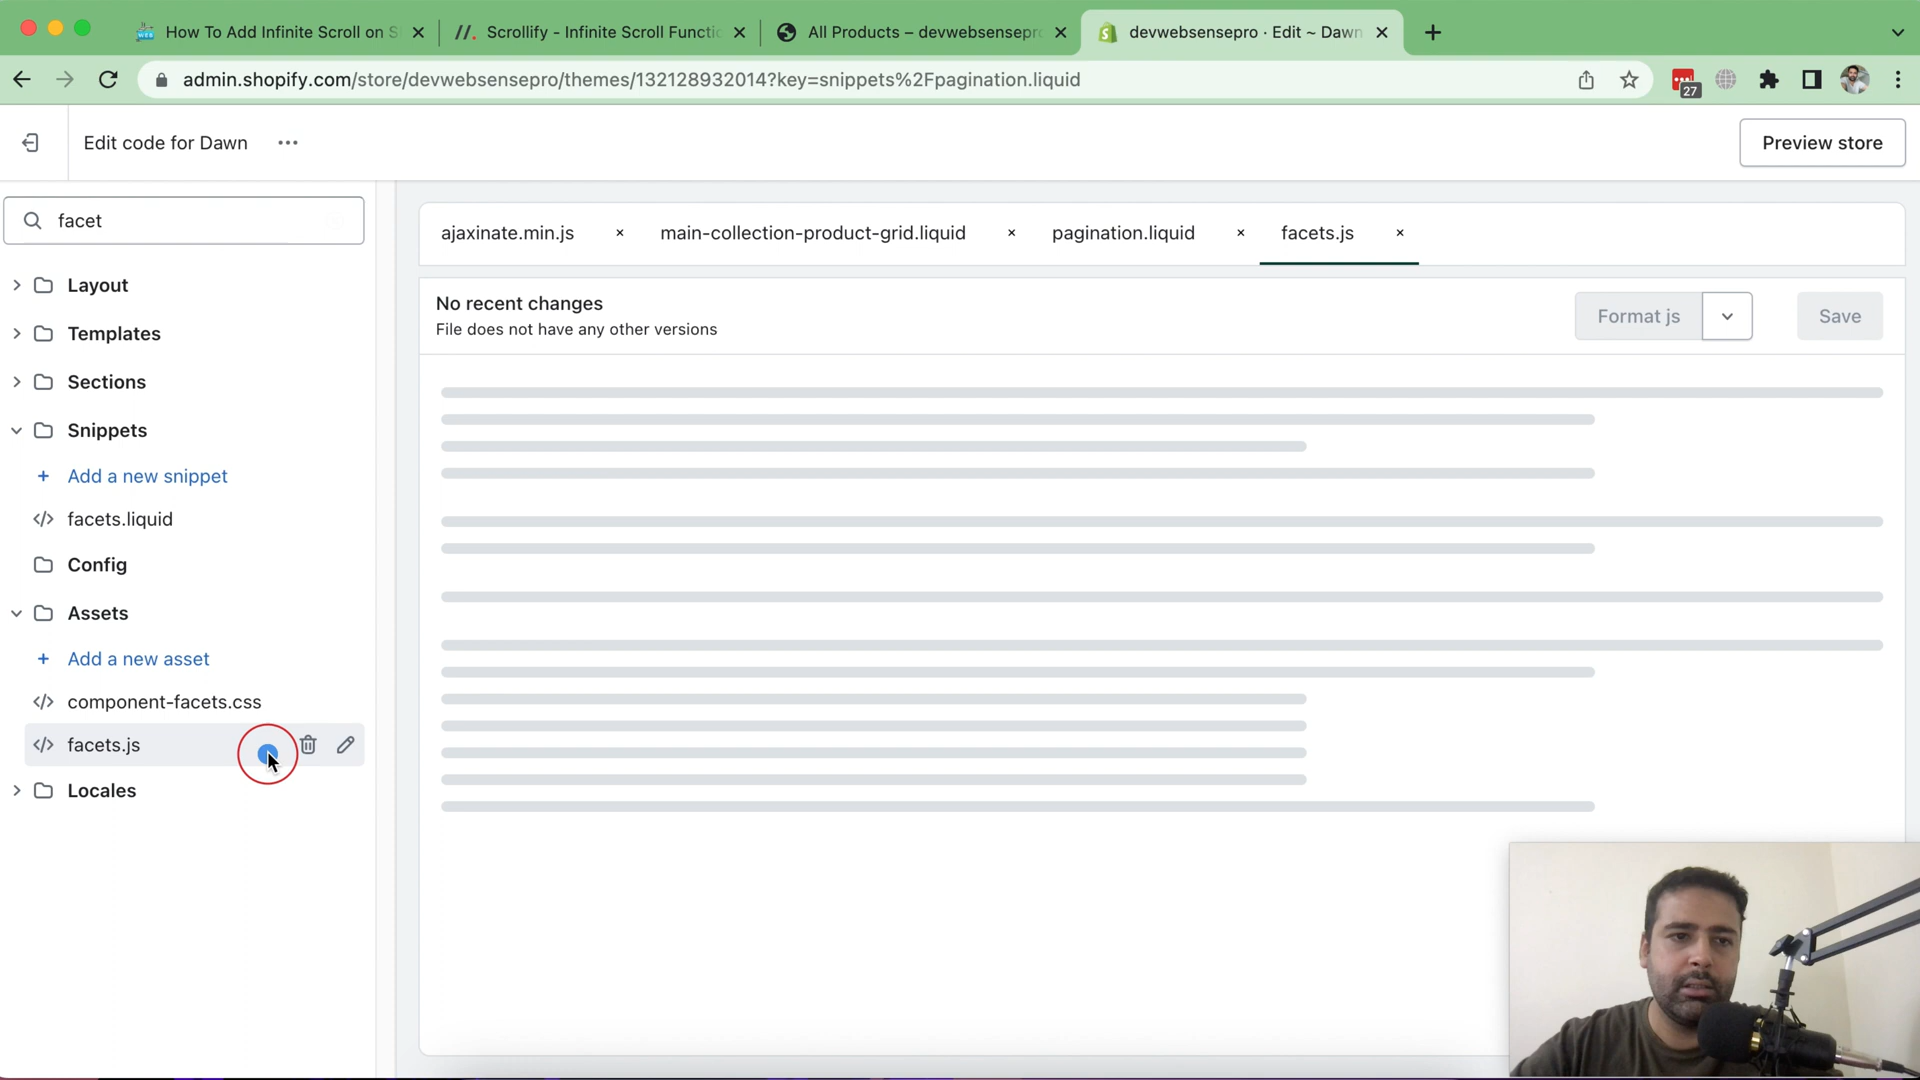 How To Add Infinite Scroll on S
Scrollify - Infinite Scroll Functi
All Products – devwebsensepr
devwebsensepro · Edit ~ Dawn
admin.shopify.com/store/devwebsensepro/themes/132128932014?key=snippets%2Fpagination.liquid
27
Edit code for Dawn
Preview store
facet
ajaxinate.min.js
main-collection-product-grid.liquid
pagination.liquid
facets.js
No recent changes
File does not have any other versions
Format js
Save
Layout
Templates
Sections
Snippets
+ Add a new snippet
</> facets.liquid
Config
Assets
+ Add a new asset
</> component-facets.css
</> facets.js
Locales